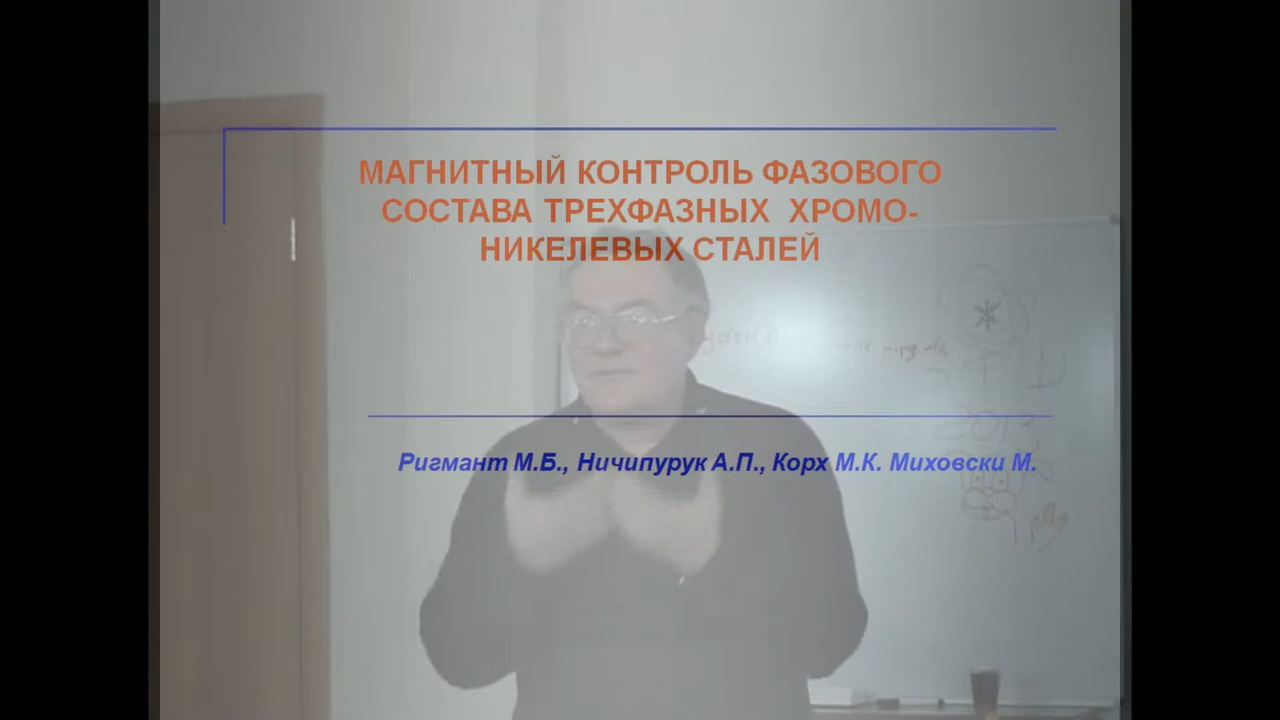 МАГНИТНЫЙ КОНТРОЛЬ ФАЗОВОГО
СОСТАВА ТРЕХФАЗНЫХ ХРОМО-
НИКЕЛЕВЫХ СТАЛЕЙ
Ригмант М.Б., Ничипурук А.П., Корх М.К. Миховски М.